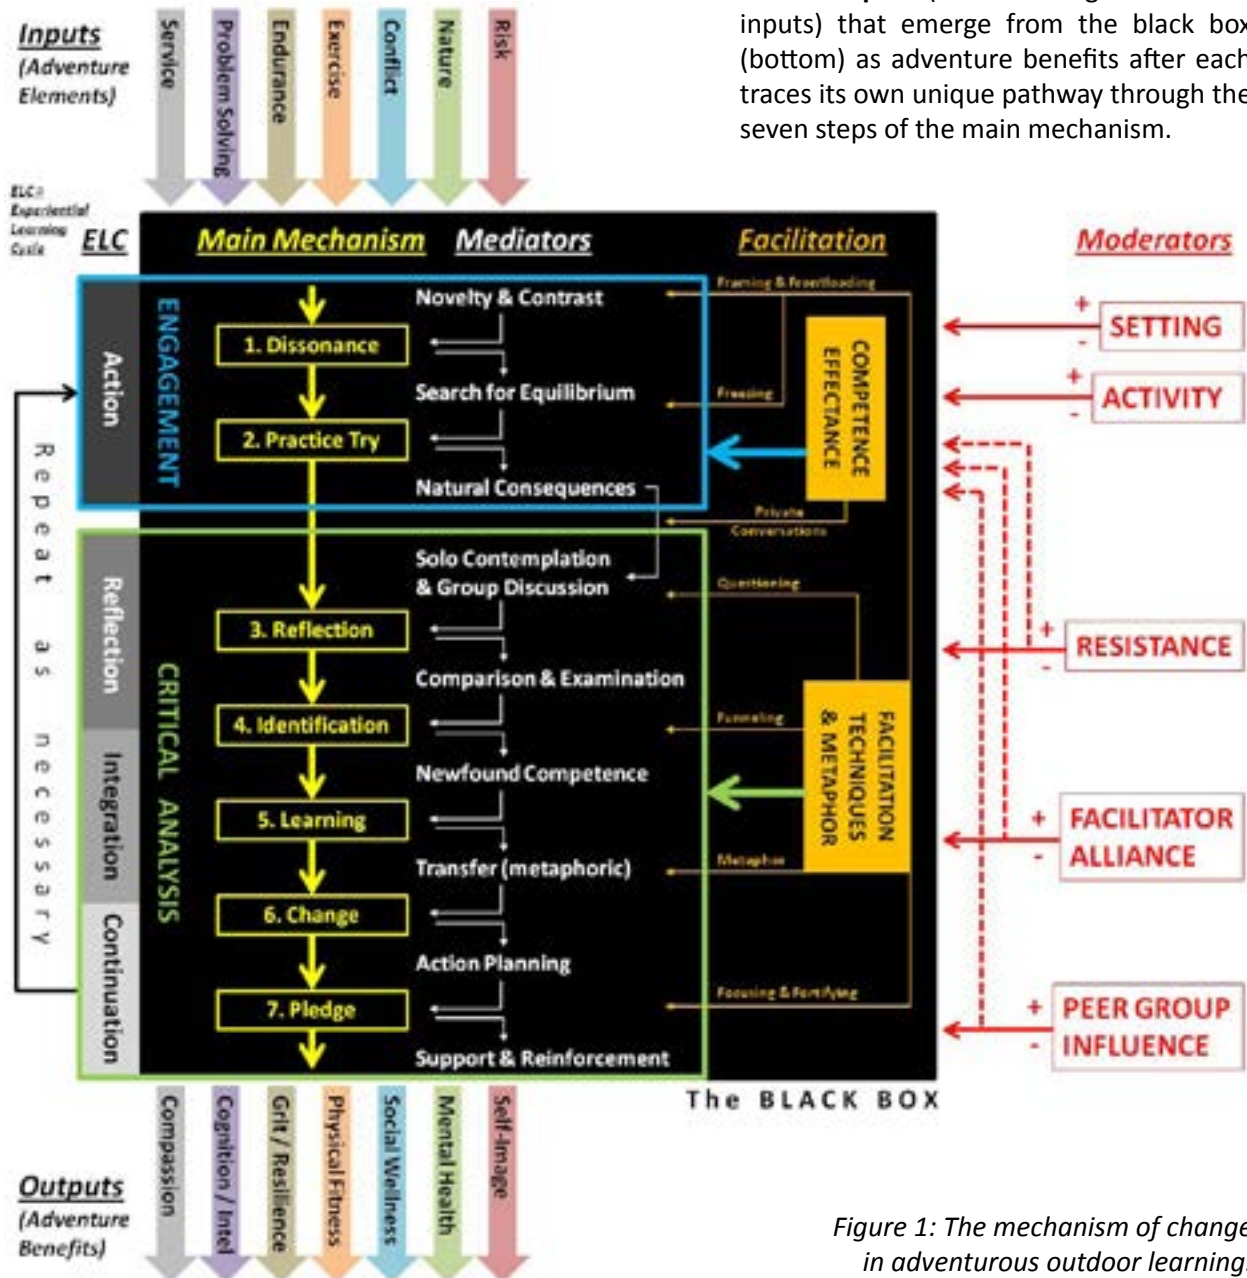 inputs) that emerge from the black box
(bottom) as adventure benefits after each
traces its own unique pathway through the
seven steps of the main mechanism.
Inputs
(Adventure
Elements)
Service
Problem Solving
Endurance
Exercise
Conflict
Nature
Risk
ELC =
Experiential
Learning
Cycle
ELC
Main Mechanism
Mediators
Facilitation
Moderators
Action
Reflection
Integration
Continuation
Repeat as necessary
ENGAGEMENT
CRITICAL ANALYSIS
1. Dissonance
2. Practice Try
3. Reflection
4. Identification
5. Learning
6. Change
7. Pledge
Novelty & Contrast
Search for Equilibrium
Natural Consequences
Solo Contemplation
& Group Discussion
Comparison & Examination
Newfound Competence
Transfer (metaphoric)
Action Planning
Support & Reinforcement
Framing & Frontloading
Freezing
Private
Conversations
Questioning
Funneling
Metaphor
Focusing & Fortifying
COMPETENCE
EFFECTANCE
FACILITATION
TECHNIQUES
& METAPHOR
+
-
SETTING
+
-
ACTIVITY
+
-
RESISTANCE
+
-
FACILITATOR
ALLIANCE
+
-
PEER GROUP
INFLUENCE
The BLACK BOX
Compassion
Cognition / Intel
Grit / Resilience
Physical Fitness
Social Wellness
Mental Health
Self-Image
Outputs
(Adventure
Benefits)
Figure 1: The mechanism of change
in adventurous outdoor learning.